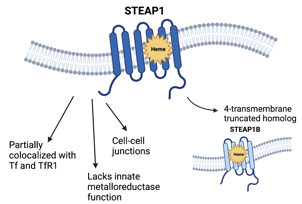 STEAP1
Heme
4-transmembrane
truncated homolog
STEAP1B
Heme
Cell-cell
junctions
Partially
colocalized with
Tf and TfR1
Lacks innate
metalloreductase
function